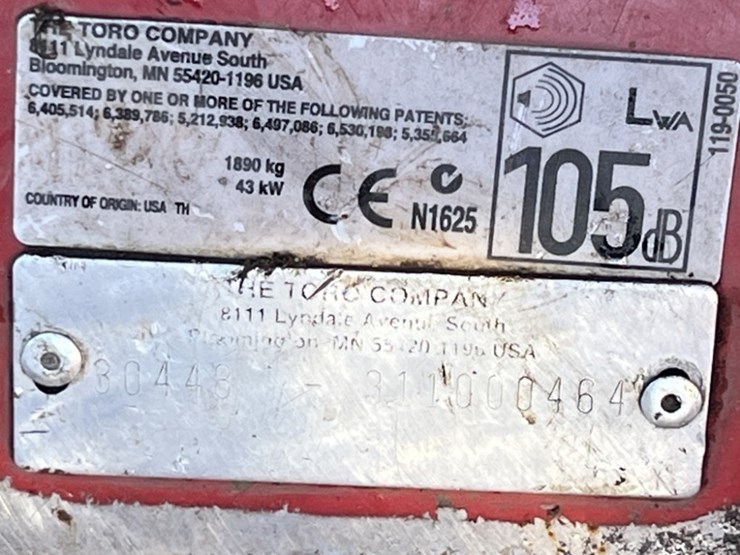 THE TORO COMPANY
8111 Lyndale Avenue South
Bloomington, MN 55420-1196 USA
COVERED BY ONE OR MORE OF THE FOLLOWING PATENTS:
6,405,514; 6,389,786; 5,212,938; 6,497,086; 6,530,198; 5,355,664
1890 kg
43 kW
COUNTRY OF ORIGIN: USA TH
CE
N1625
LWA
105 dB
119-0050
THE TORO COMPANY
8111 Lyndale Avenue South
Bloomington, MN 55420-1196 USA
30448 - 311000464